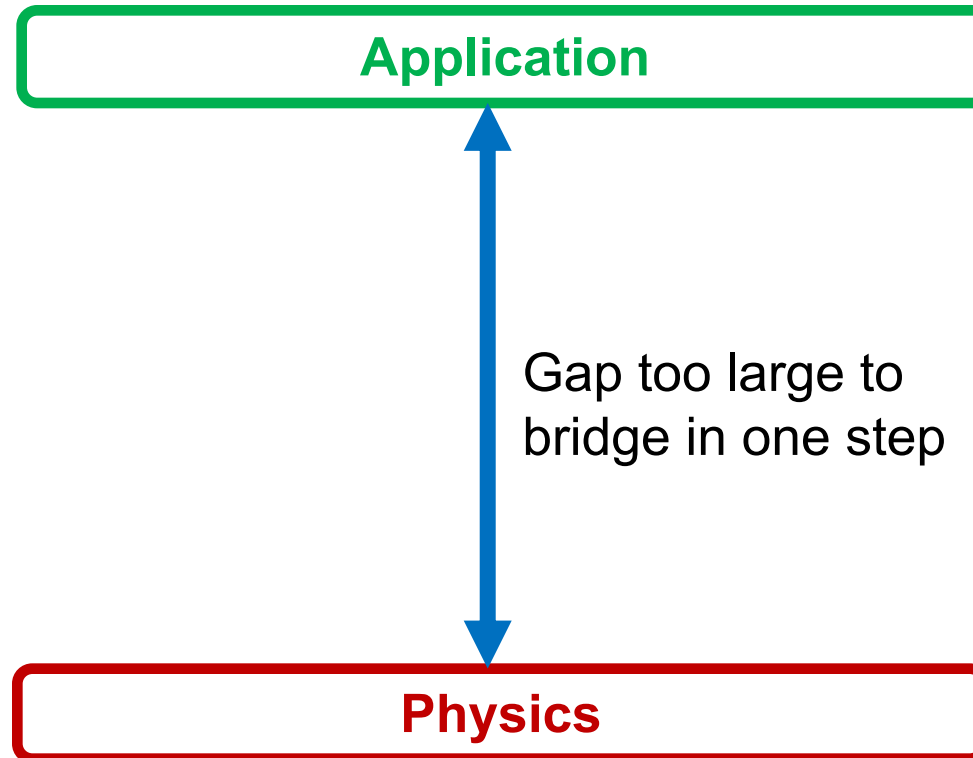 Application
Gap too large to
bridge in one step
Physics